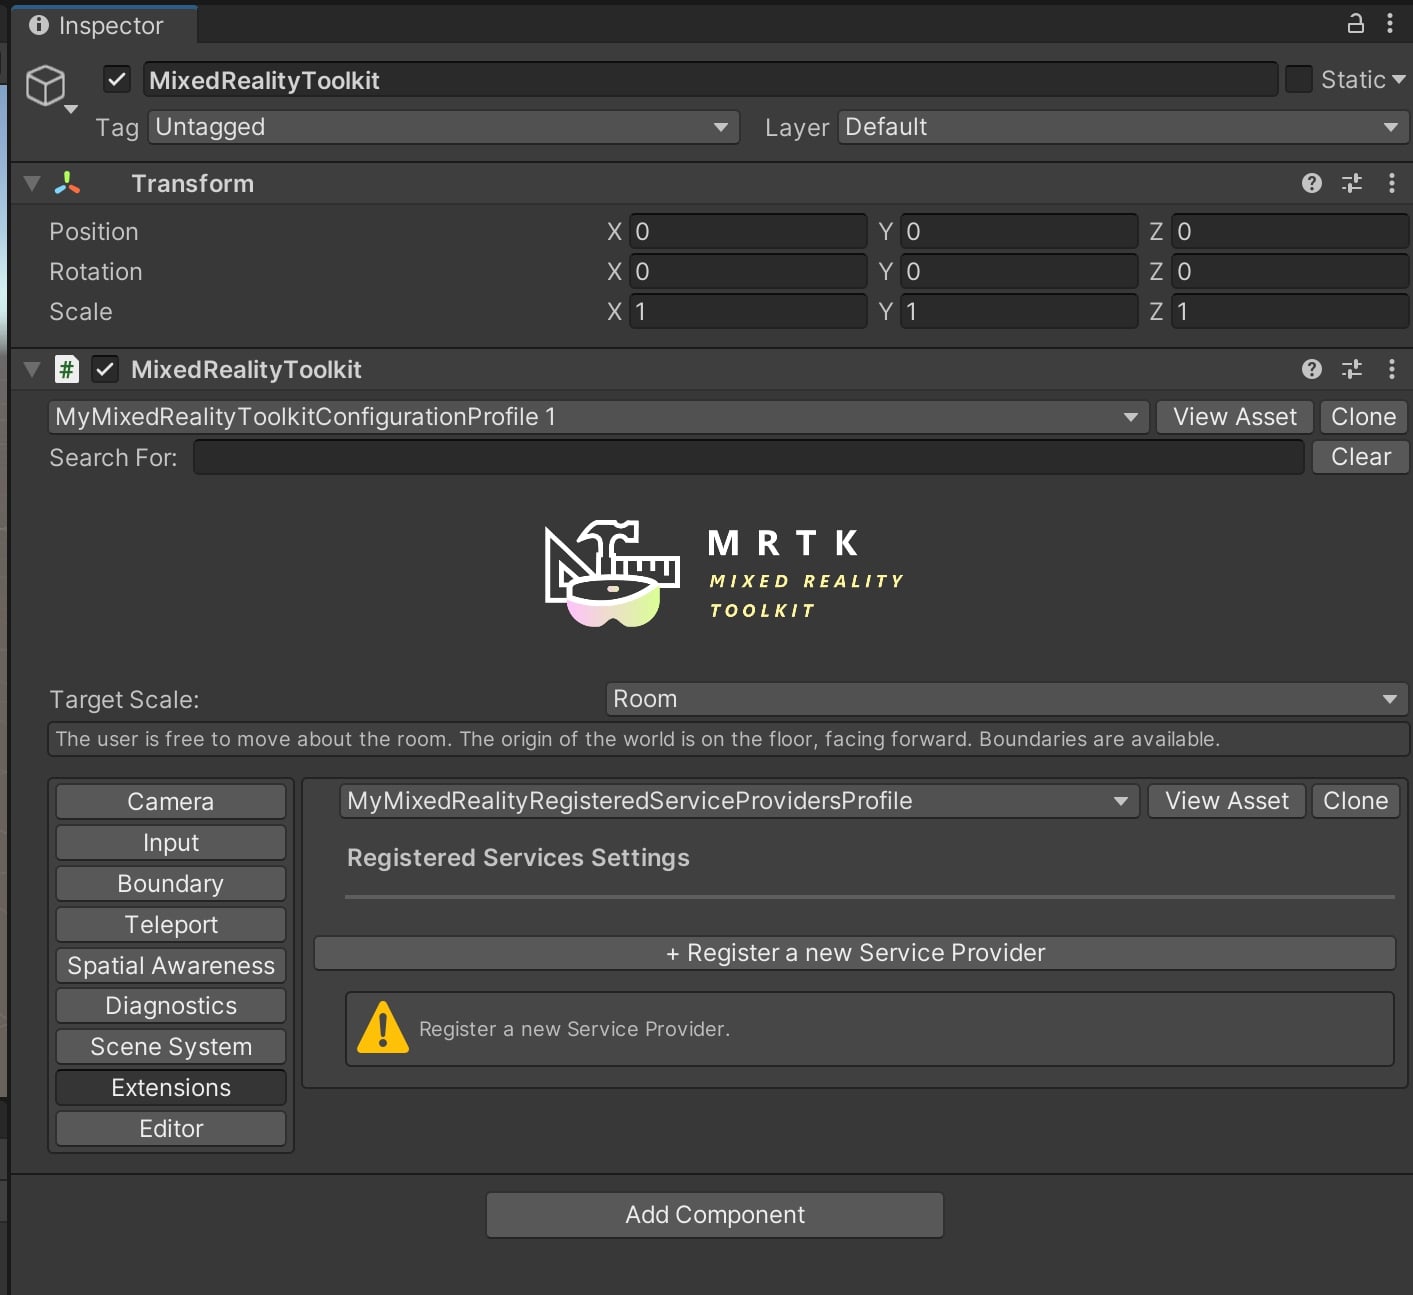 Inspector
MixedRealityToolkit Static
Tag Untagged Layer Default
Transform
Position X 0 Y 0 Z 0
Rotation X 0 Y 0 Z 0
Scale X 1 Y 1 Z 1
# MixedRealityToolkit
MyMixedRealityToolkitConfigurationProfile 1 View Asset Clone
Search For: Clear
MRTK
MIXED REALITY
TOOLKIT
Target Scale: Room
The user is free to move about the room. The origin of the world is on the floor, facing forward. Boundaries are available.
Camera
Input
Boundary
Teleport
Spatial Awareness
Diagnostics
Scene System
Extensions
Editor
MyMixedRealityRegisteredServiceProvidersProfile View Asset Clone
Registered Services Settings
+ Register a new Service Provider
Register a new Service Provider.
Add Component